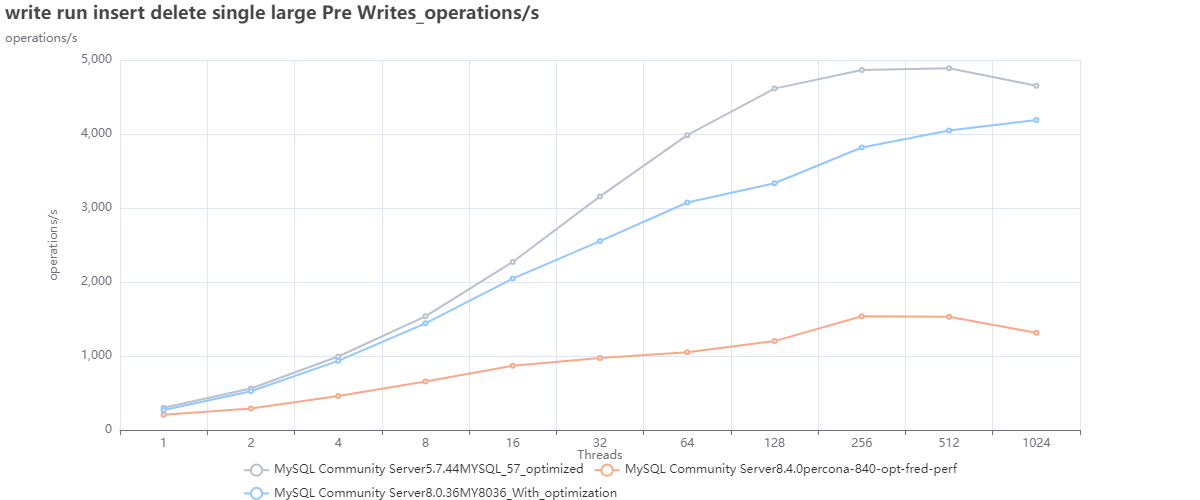 write run insert delete single large Pre Writes_operations/s
operations/s
5,000
4,000
3,000
2,000
1,000
0
operations/s
1 2 4 8 16 32 64 128 256 512 1024
Threads
MySQL Community Server5.7.44MYSQL_57_optimized MySQL Community Server8.4.0percona-840-opt-fred-perf
MySQL Community Server8.0.36MY8036_With_optimization